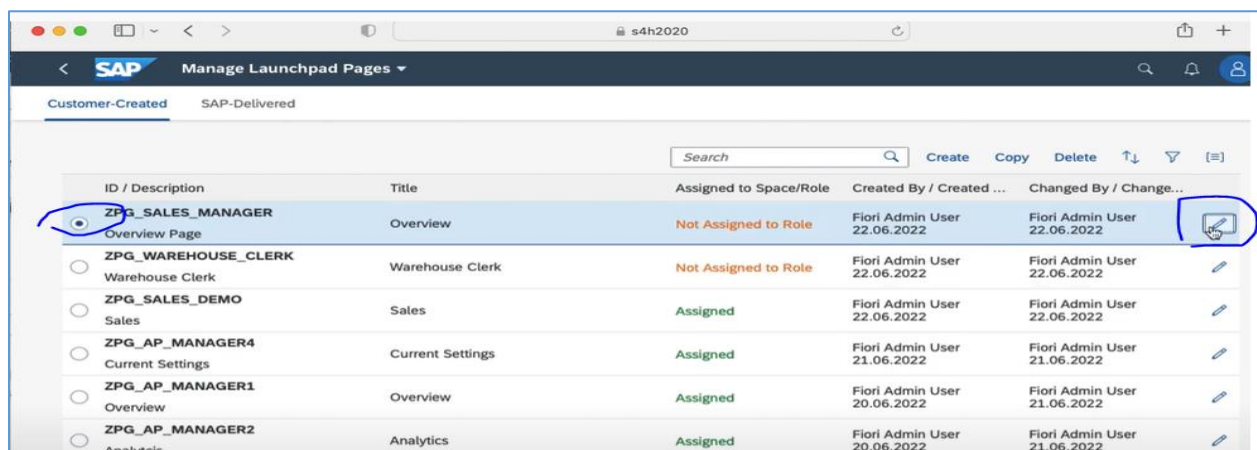 s4h2020
SAP Manage Launchpad Pages
Customer-Created SAP-Delivered
Search Create Copy Delete
ID / Description Title Assigned to Space/Role Created By / Created ... Changed By / Change...
ZPG_SALES_MANAGER
Overview Page Overview Not Assigned to Role Fiori Admin User 22.06.2022 Fiori Admin User 22.06.2022
ZPG_WAREHOUSE_CLERK
Warehouse Clerk Warehouse Clerk Not Assigned to Role Fiori Admin User 22.06.2022 Fiori Admin User 22.06.2022
ZPG_SALES_DEMO
Sales Sales Assigned Fiori Admin User 22.06.2022 Fiori Admin User 22.06.2022
ZPG_AP_MANAGER4
Current Settings Current Settings Assigned Fiori Admin User 21.06.2022 Fiori Admin User 21.06.2022
ZPG_AP_MANAGER1
Overview Overview Assigned Fiori Admin User 20.06.2022 Fiori Admin User 21.06.2022
ZPG_AP_MANAGER2
Analytics Assigned Fiori Admin User 20.06.2022 Fiori Admin User 21.06.2022